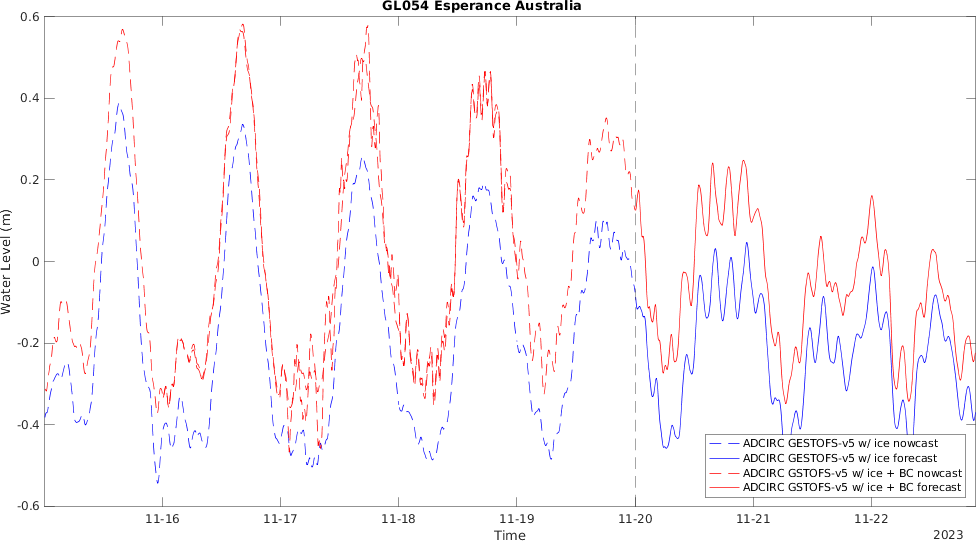 GL054 Esperance Australia
0.6
0.4
0.2
0
-0.2
-0.4
-0.6
Water Level (m)
11-16
11-17
11-18
11-19
11-20
11-21
11-22
Time
2023
ADCIRC GESTOFS-v5 w/ ice nowcast
ADCIRC GESTOFS-v5 w/ ice forecast
ADCIRC GSTOFS-v5 w/ ice + BC nowcast
ADCIRC GSTOFS-v5 w/ ice + BC forecast